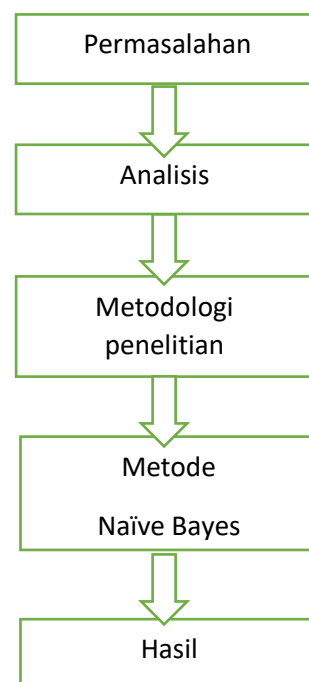 Permasalahan
Analisis
Metodologi
penelitian
Metode
Naïve Bayes
Hasil